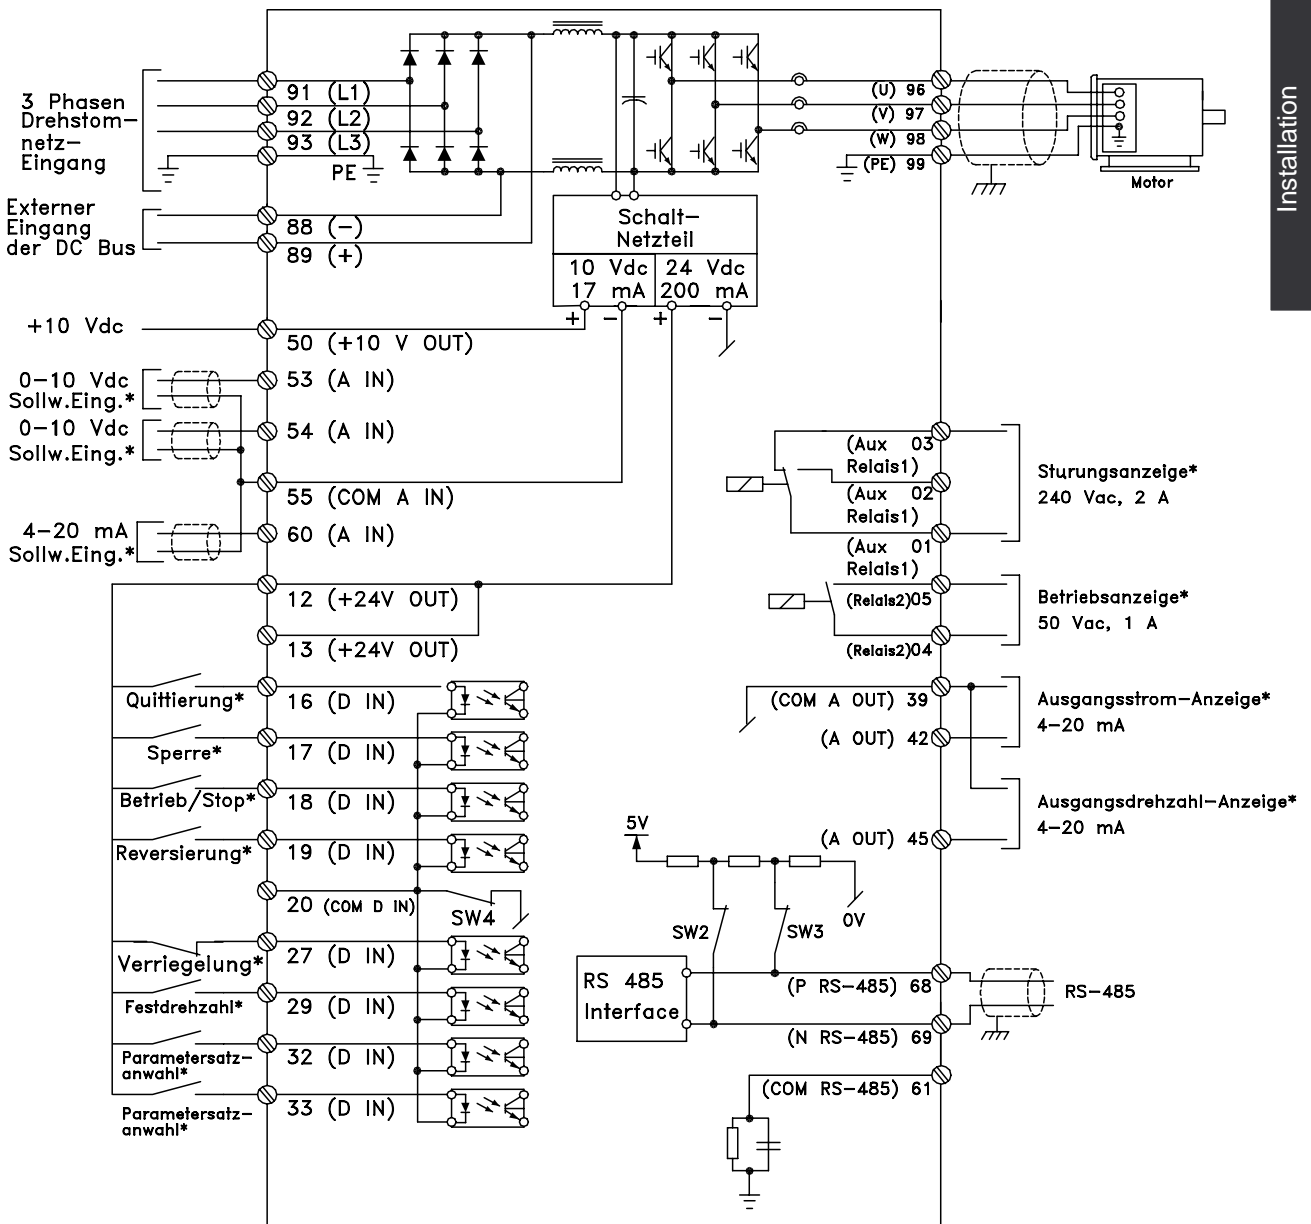 Installation
3 Phasen
Drehstom-
netz-
Eingang
91 (L1)
92 (L2)
93 (L3)
PE
Externer
Eingang
der DC Bus
88 (-)
89 (+)
(U) 96
(V) 97
(W) 98
(PE) 99
Motor
Schalt-
Netzteil
10 Vdc
17 mA
24 Vdc
200 mA
+ - + -
+10 Vdc
50 (+10 V OUT)
0-10 Vdc
Sollw.Eing.*
53 (A IN)
0-10 Vdc
Sollw.Eing.*
54 (A IN)
55 (COM A IN)
4-20 mA
Sollw.Eing.*
60 (A IN)
12 (+24V OUT)
13 (+24V OUT)
Quittierung*
16 (D IN)
Sperre*
17 (D IN)
Betrieb/Stop*
18 (D IN)
Reversierung*
19 (D IN)
20 (COM D IN)
SW4
Verriegelung*
27 (D IN)
Festdrehzahl*
29 (D IN)
Parametersatz-
anwahl*
32 (D IN)
Parametersatz-
anwahl*
33 (D IN)
(Aux 03
Relais1)
(Aux 02
Relais1)
(Aux 01
Relais1)
Sturungsanzeige*
240 Vac, 2 A
(Relais2)05
(Relais2)04
Betriebsanzeige*
50 Vac, 1 A
(COM A OUT) 39
(A OUT) 42
Ausgangsstrom-Anzeige*
4-20 mA
(A OUT) 45
Ausgangsdrehzahl-Anzeige*
4-20 mA
5V
0V
SW2
SW3
RS 485
Interface
(P RS-485) 68
(N RS-485) 69
RS-485
(COM RS-485) 61